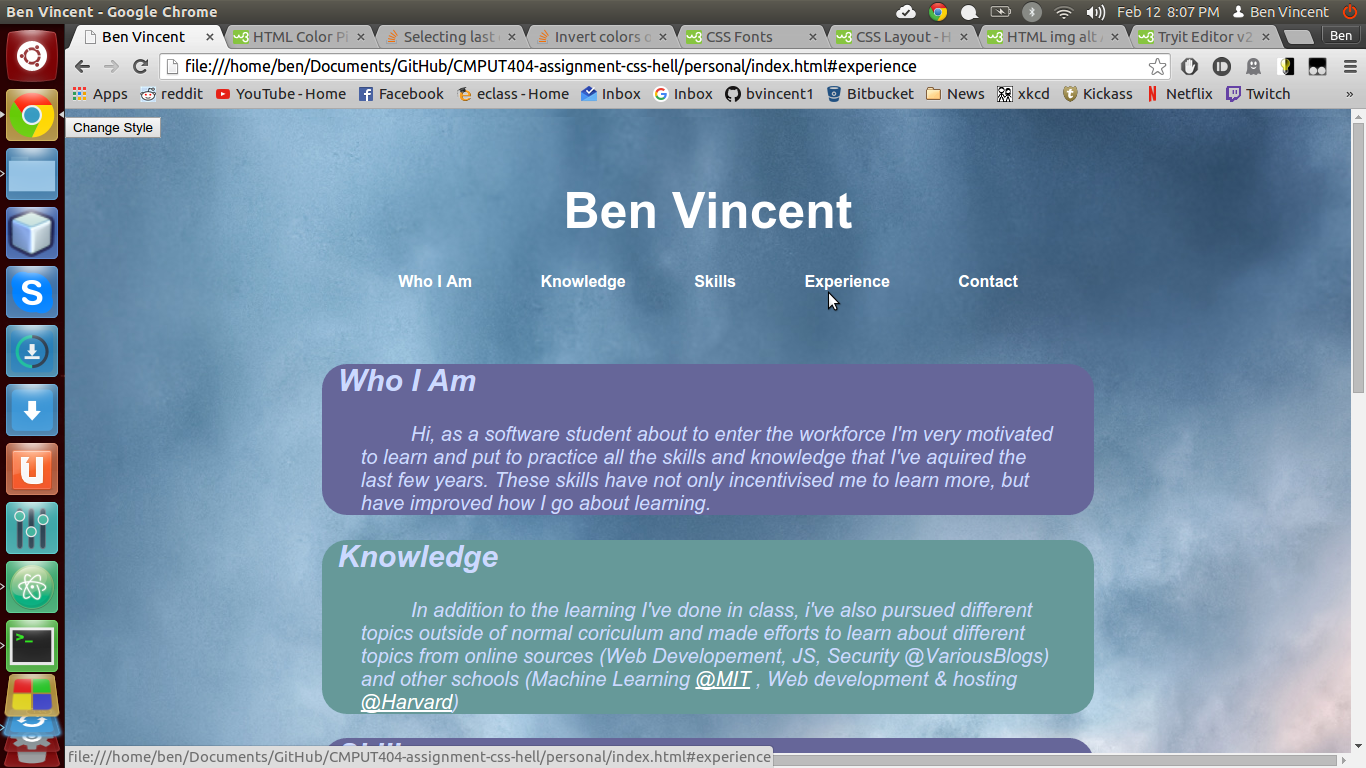 Ben Vincent - Google Chrome
Feb 12 8:07 PM
Ben Vincent
Ben Vincent
HTML Color Pi
Selecting last
Invert colors o
CSS Fonts
CSS Layout - H
HTML img alt
Tryit Editor v2
Ben
file:///home/ben/Documents/GitHub/CMPUT404-assignment-css-hell/personal/index.html#experience
Apps
reddit
YouTube - Home
Facebook
eclass - Home
Inbox
Inbox
bvincent1
Bitbucket
News
xkcd
Kickass
Netflix
Twitch
»
Change Style
Ben Vincent
Who I Am
Knowledge
Skills
Experience
Contact
Who I Am
Hi, as a software student about to enter the workforce I'm very motivated
to learn and put to practice all the skills and knowledge that I've aquired the
last few years. These skills have not only incentivised me to learn more, but
have improved how I go about learning.
Knowledge
In addition to the learning I've done in class, i've also pursued different
topics outside of normal coriculum and made efforts to learn about different
topics from online sources (Web Developement, JS, Security @VariousBlogs)
and other schools (Machine Learning @MIT , Web development & hosting
@Harvard)
file:///home/ben/Documents/GitHub/CMPUT404-assignment-css-hell/personal/index.html#experience